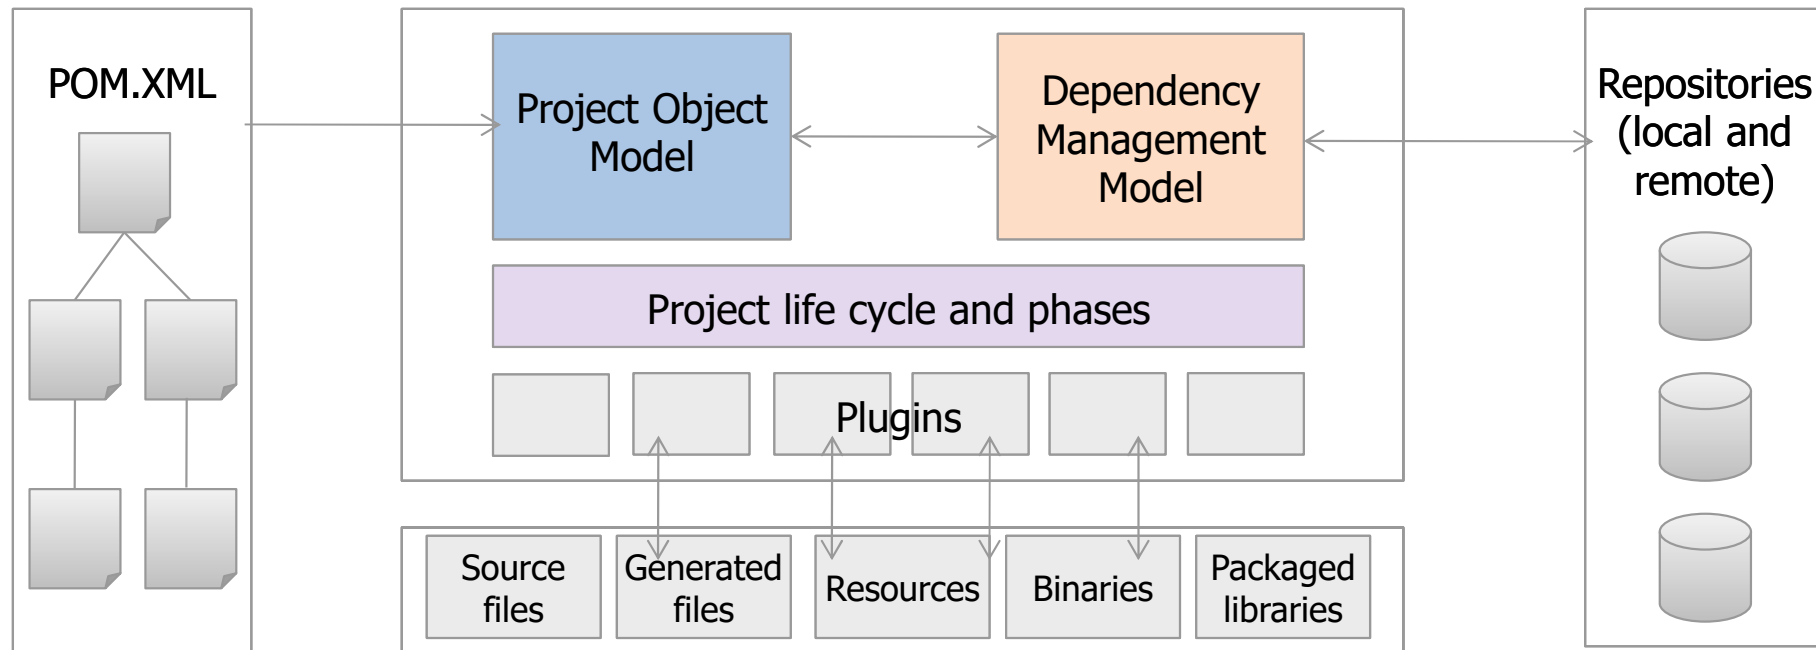 POM.XML
Project Object
Model
Dependency
Management
Model
Repositories
(local and
remote)
Project life cycle and phases
Plugins
Source
files
Generated
files
Resources
Binaries
Packaged
libraries